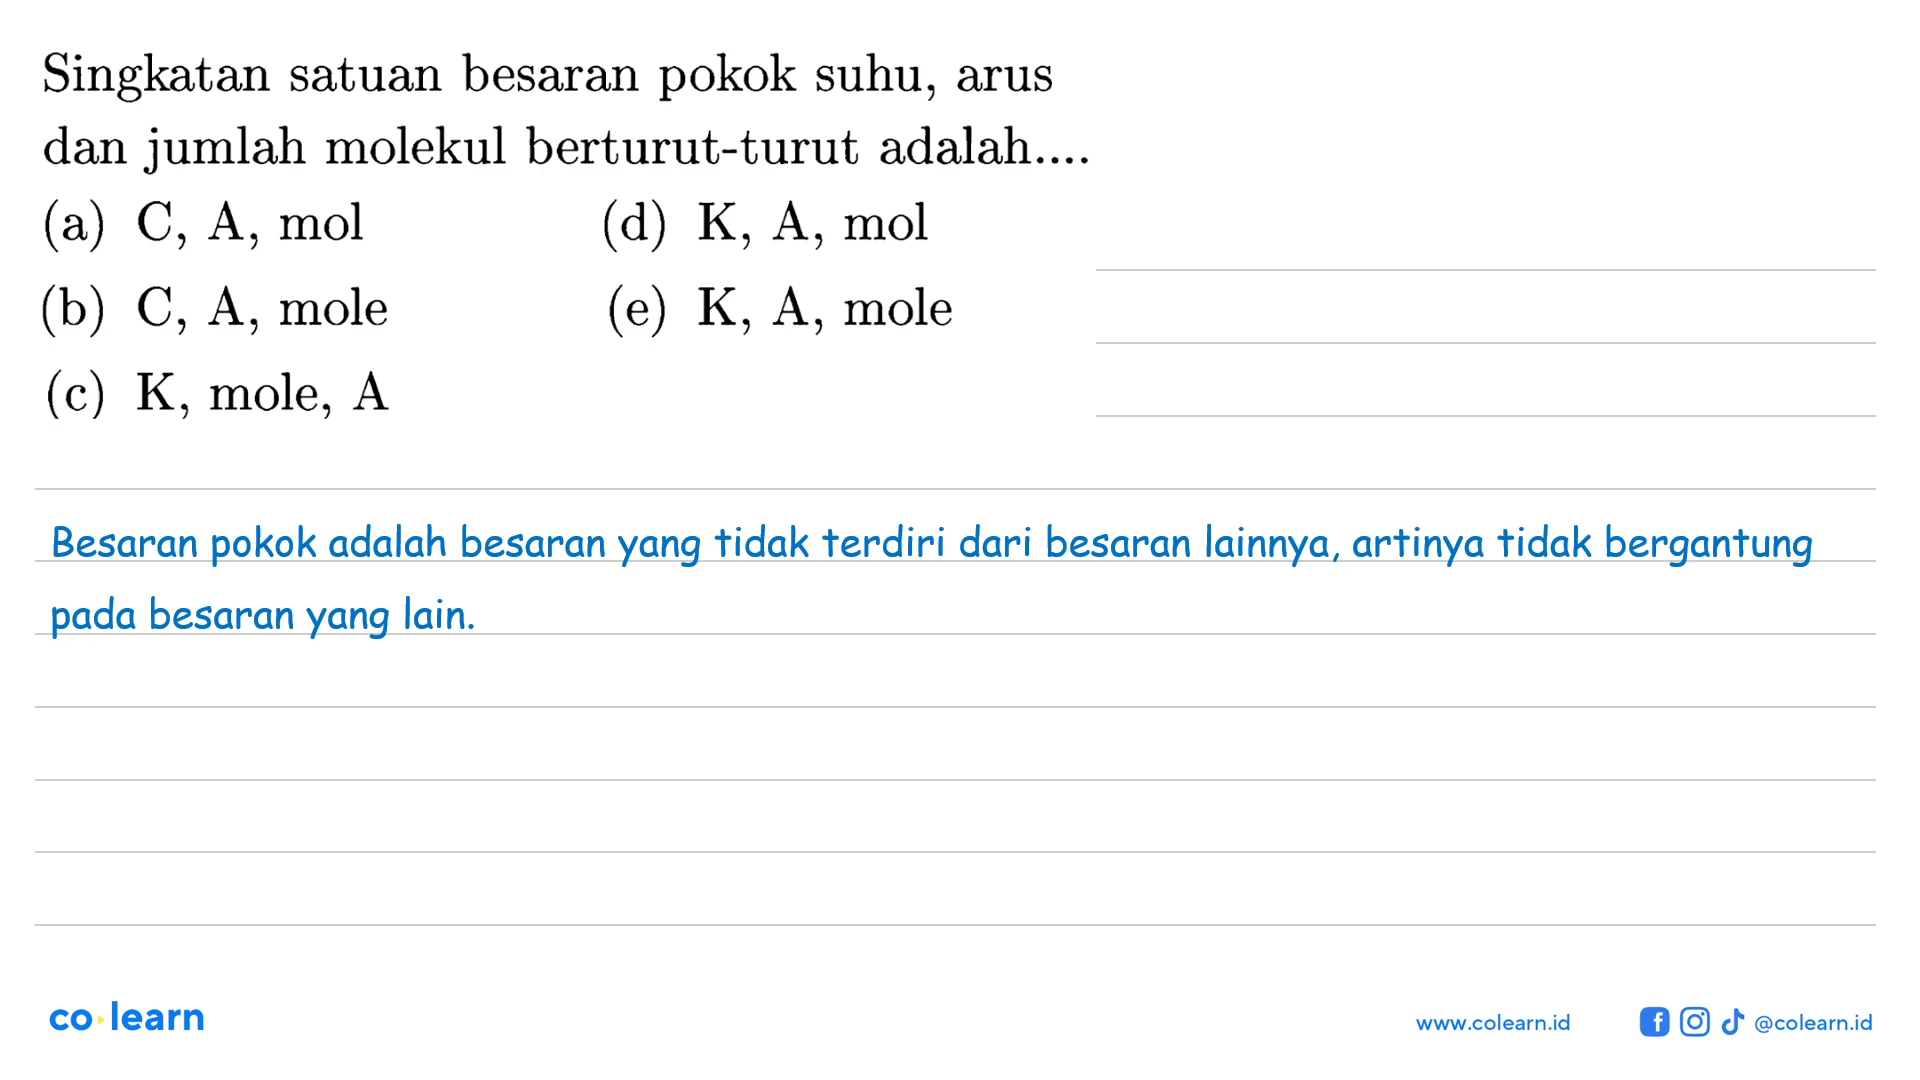 Singkatan satuan besaran pokok suhu, arus
dan jumlah molekul berturut-turut adalah....
(a) C, A, mol (d) K, A, mol
(b) C, A, mole (e) K, A, mole
(c) K, mole, A
Besaran pokok adalah besaran yang tidak terdiri dari besaran lainnya, artinya tidak bergantung
pada besaran yang lain.
co learn www.colearn.id @colearn.id